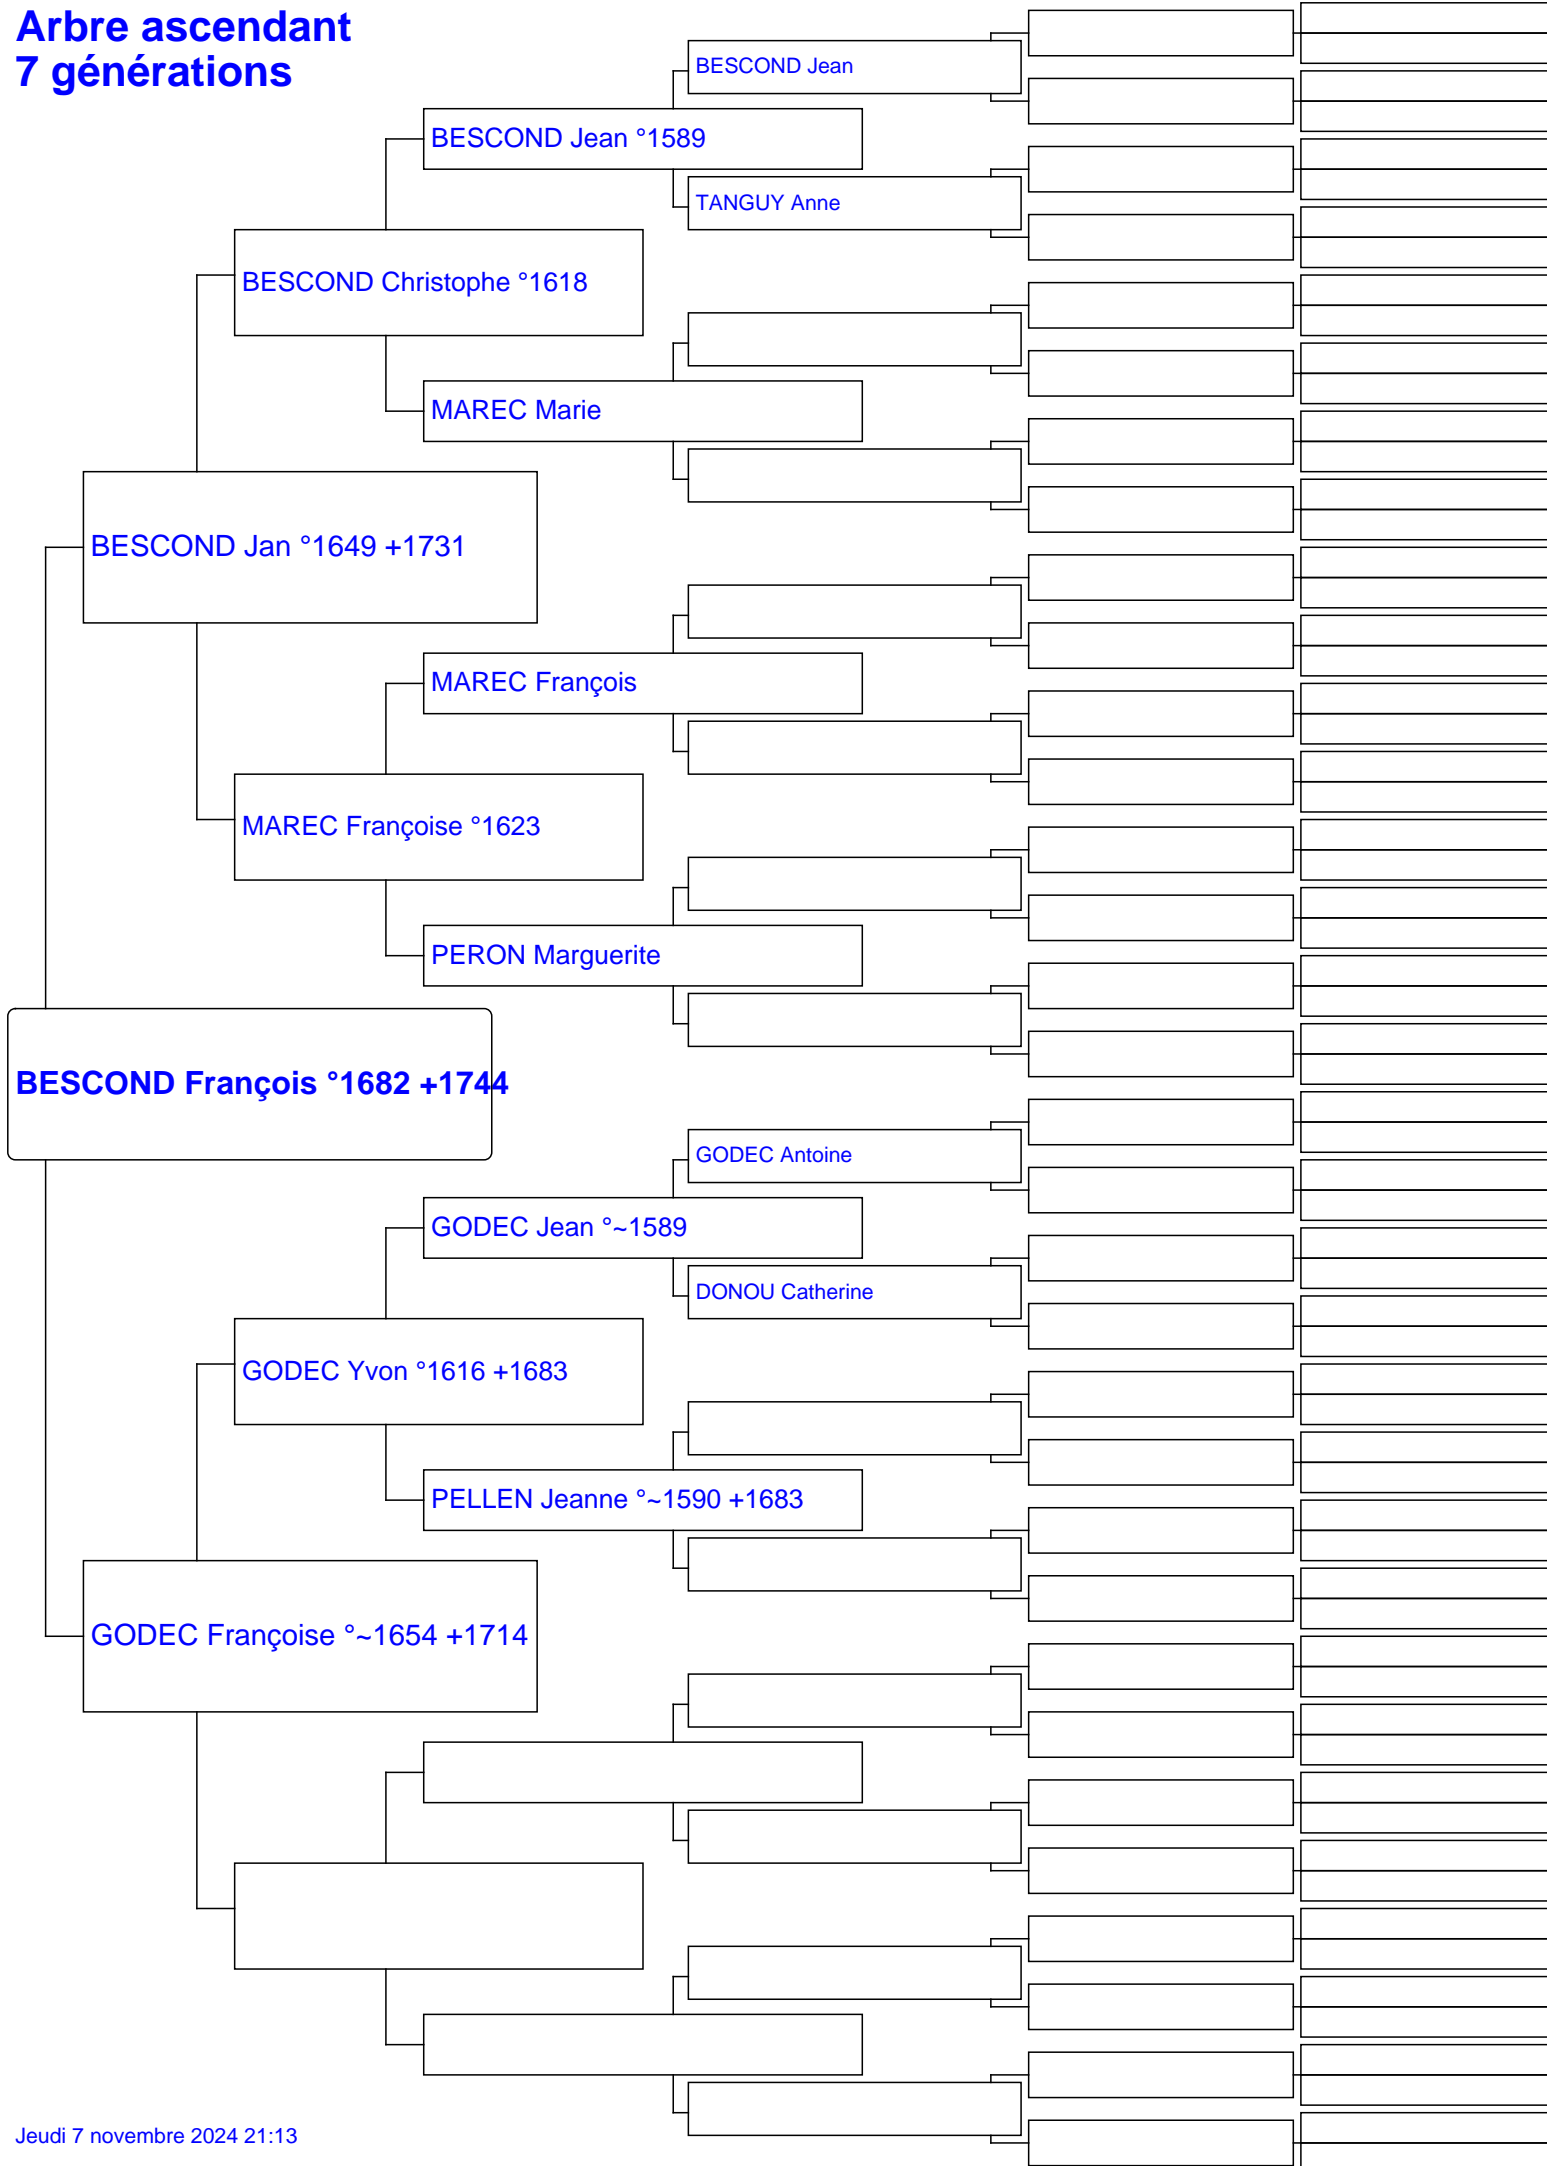 Arbre ascendant
7 générations
BESCOND Jean
BESCOND Jean °1589
TANGUY Anne
BESCOND Christophe °1618
MAREC Marie
BESCOND Jan °1649 +1731
MAREC François
MAREC Françoise °1623
PERON Marguerite
BESCOND François °1682 +1744
GODEC Antoine
GODEC Jean °~1589
DONOU Catherine
GODEC Yvon °1616 +1683
PELLEN Jeanne °~1590 +1683
GODEC Françoise °~1654 +1714
Jeudi 7 novembre 2024 21:13